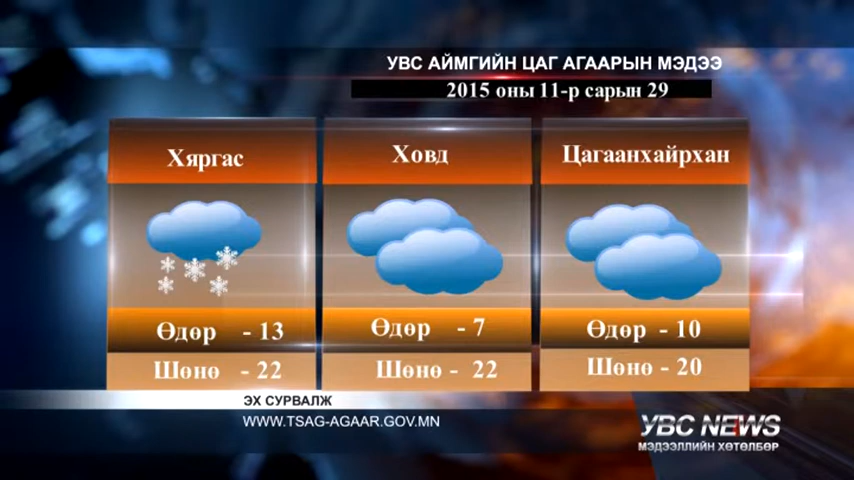 УВС АЙМГИЙН ЦАГ АГААРЫН МЭДЭЭ
2015 оны 11-р сарын 29
Хяргас
Өдөр - 13
Шөнө - 22
Ховд
Өдөр - 7
Шөнө - 22
Цагаанхайрхан
Өдөр - 10
Шөнө - 20
ЭХ СУРВАЛЖ
WWW.TSAG-AGAAR.GOV.MN
УВС NEWS
МЭДЭЭЛЛИЙН ХӨТӨЛБӨР